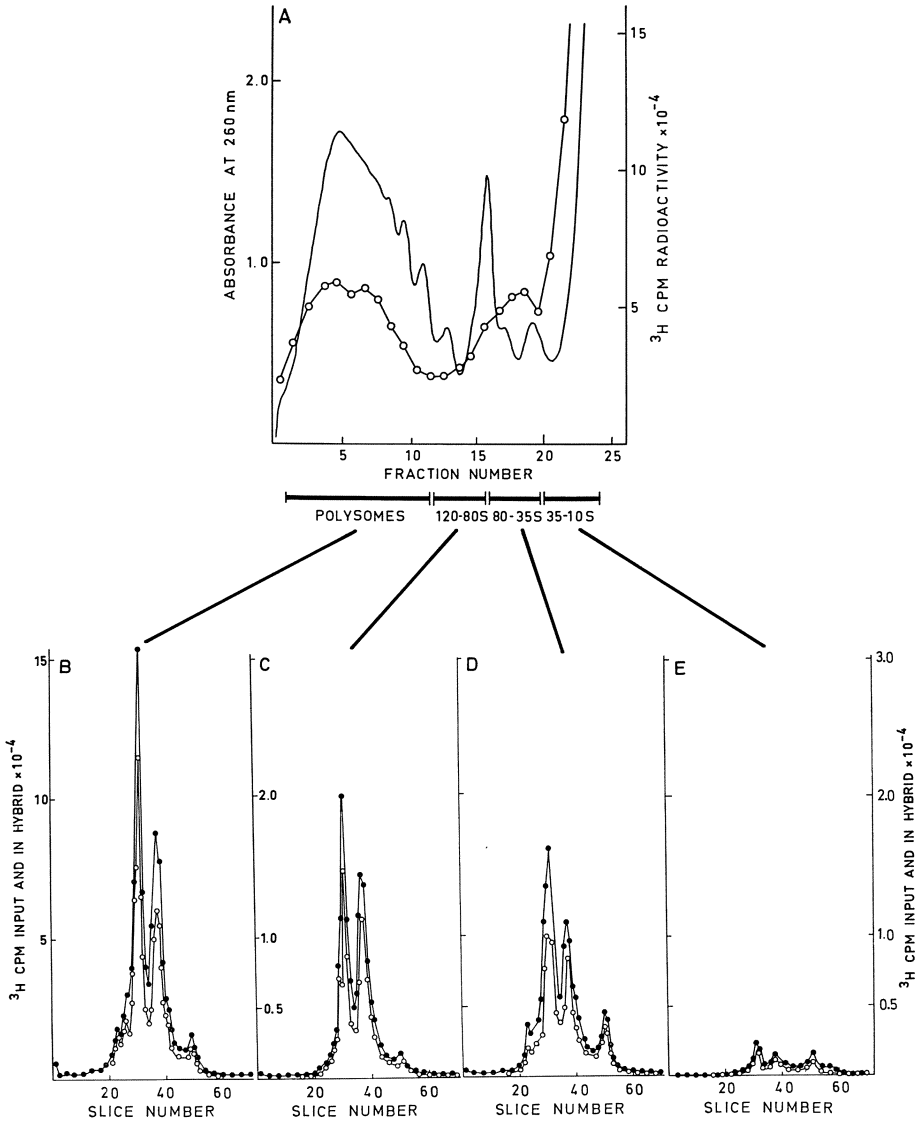 A
15
2.0
10
1.0
5
ABSORBANCE AT 260 nm
³H CPM RADIOACTIVITY ×10⁻⁴
5 10 15 20 25
FRACTION NUMBER
POLYSOMES 120-80S 80-35S 35-10S
B C D E
15
10
5
2.0
1.0
0.5
3.0
2.0
1.0
0.5
³H CPM INPUT AND IN HYBRID ×10⁻⁴
³H CPM INPUT AND IN HYBRID ×10⁻⁴
20 40 60 20 40 60 20 40 60 20 40 60
SLICE NUMBER SLICE NUMBER SLICE NUMBER SLICE NUMBER